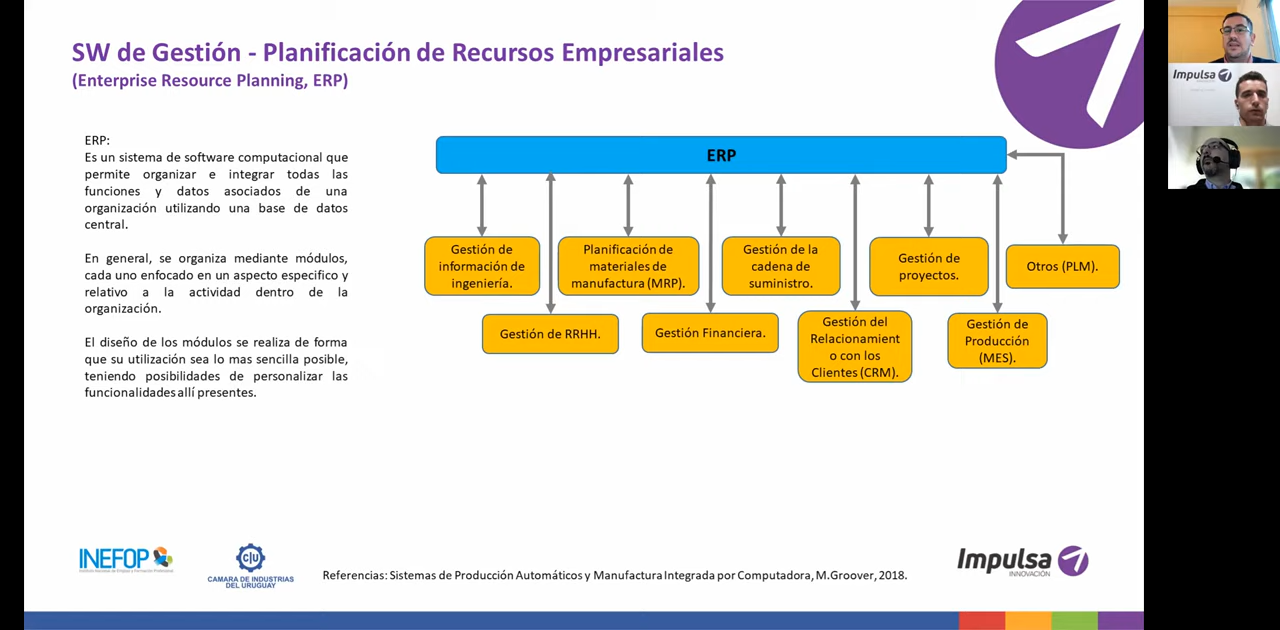 SW de Gestión - Planificación de Recursos Empresariales
(Enterprise Resource Planning, ERP)
ERP:
Es un sistema de software computacional que
permite organizar e integrar todas las
funciones y datos asociados de una
organización utilizando una base de datos
central.
En general, se organiza mediante módulos,
cada uno enfocado en un aspecto especifico y
relativo a la actividad dentro de la
organización.
El diseño de los módulos se realiza de forma
que su utilización sea lo mas sencilla posible,
teniendo posibilidades de personalizar las
funcionalidades allí presentes.
ERP
Gestión de
información de
ingeniería.
Planificación de
materiales de
manufactura (MRP).
Gestión de la
cadena de
suministro.
Gestión de
proyectos.
Otros (PLM).
Gestión de RRHH.
Gestión Financiera.
Gestión del
Relacionamient
o con los
Clientes (CRM).
Gestión de
Producción
(MES).
INEFOP
CIU
CAMARA DE INDUSTRIAS
DEL URUGUAY
Referencias: Sistemas de Producción Automáticos y Manufactura Integrada por Computadora, M.Groover, 2018.
Impulsa
INNOVACIÓN
Impulsa